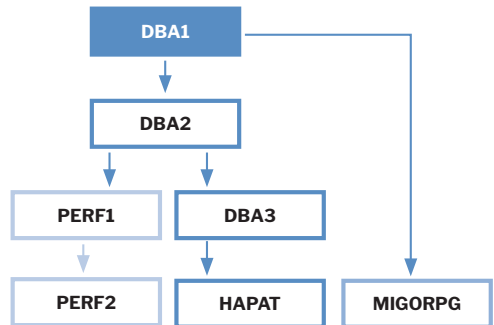 DBA1
DBA2
PERF1
DBA3
PERF2
HAPAT
MIGORPG